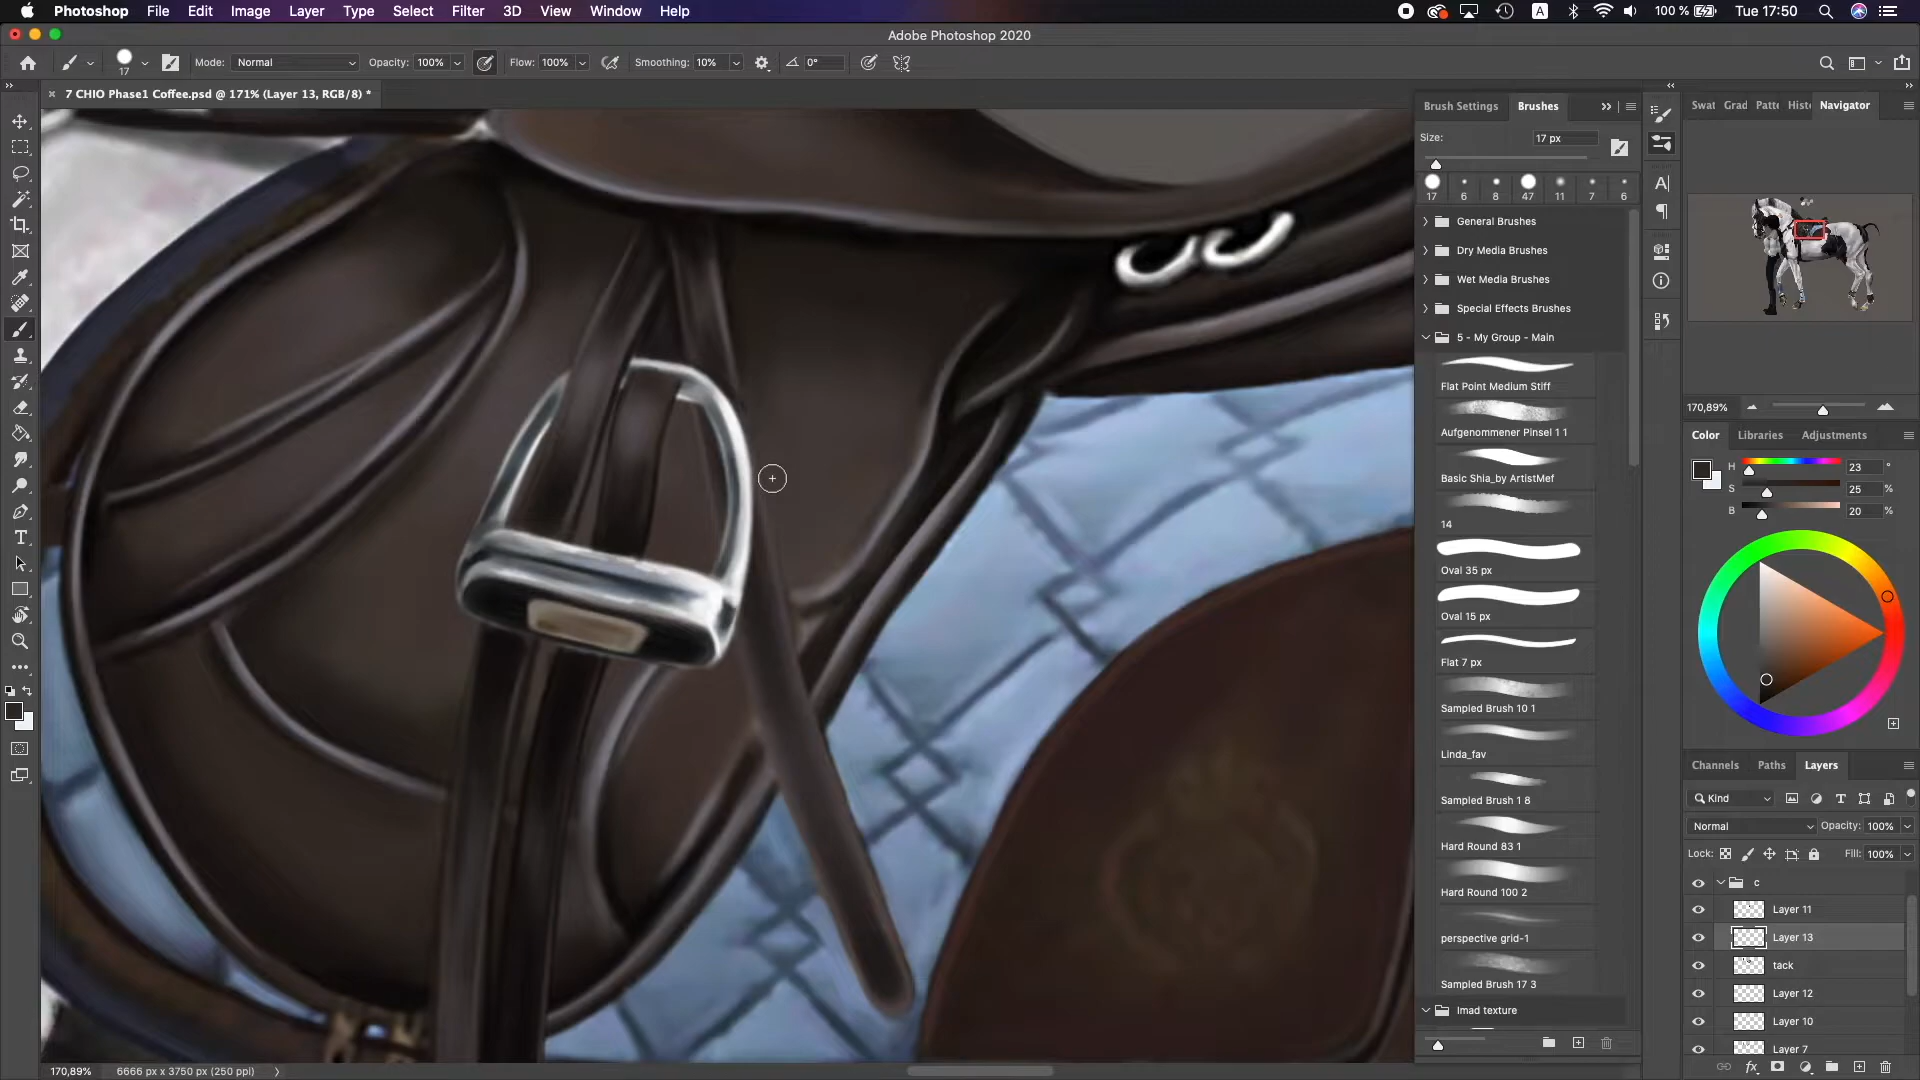 Photoshop File Edit Image Layer Type Select Filter 3D View Window Help
A 100 % Tue 17:50
Adobe Photoshop 2020
17 Mode: Normal Opacity: 100% Flow: 100% Smoothing: 10% 0°
7 CHIO Phase1 Coffee.psd @ 171% (Layer 13, RGB/8) *
Brush Settings Brushes
Size: 17 px
17 6 8 47 11 7 6
General Brushes
Dry Media Brushes
Wet Media Brushes
Special Effects Brushes
5 - My Group - Main
Flat Point Medium Stiff
Aufgenommener Pinsel 1 1
Basic Shia_by ArtistMef
14
Oval 35 px
Oval 15 px
Flat 7 px
Sampled Brush 10 1
Linda_fav
Sampled Brush 1 8
Hard Round 83 1
Hard Round 100 2
perspective grid-1
Sampled Brush 17 3
Imad texture
Swat Grad Patte Histo Navigator
170,89%
Color Libraries Adjustments
H 23 °
S 25 %
B 20 %
Channels Paths Layers
Kind
Normal Opacity: 100%
Lock: Fill: 100%
c
Layer 11
Layer 13
tack
Layer 12
Layer 10
Layer 7
fx
170,89% 6666 px x 3750 px (250 ppi)